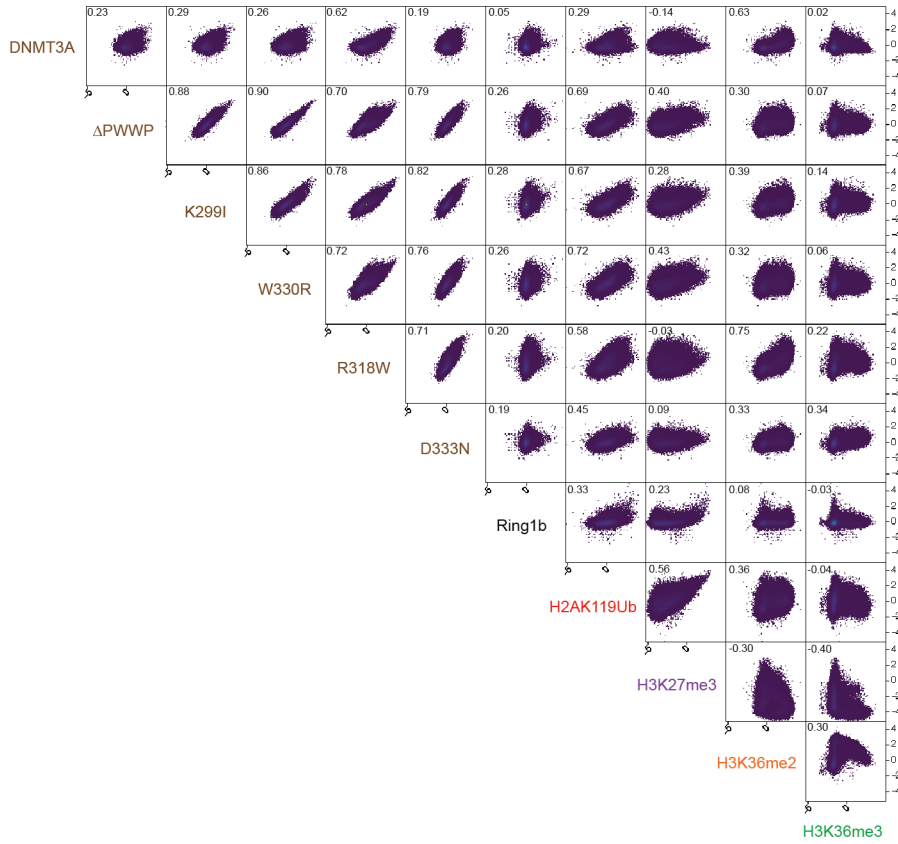 0.23 0.29 0.26 0.62 0.19 0.05 0.29 -0.14 0.63 0.02
DNMT3A
0.88 0.90 0.70 0.79 0.26 0.69 0.40 0.30 0.07
ΔPWWP
0.86 0.78 0.82 0.28 0.67 0.28 0.39 0.14
K299I
0.72 0.76 0.26 0.72 0.43 0.32 0.06
W330R
0.71 0.20 0.58 -0.03 0.75 0.22
R318W
0.19 0.45 0.09 0.33 0.34
D333N
0.33 0.23 0.08 -0.03
Ring1b
0.56 0.36 -0.04
H2AK119Ub
-0.30 -0.40
H3K27me3
0.30
H3K36me2
H3K36me3